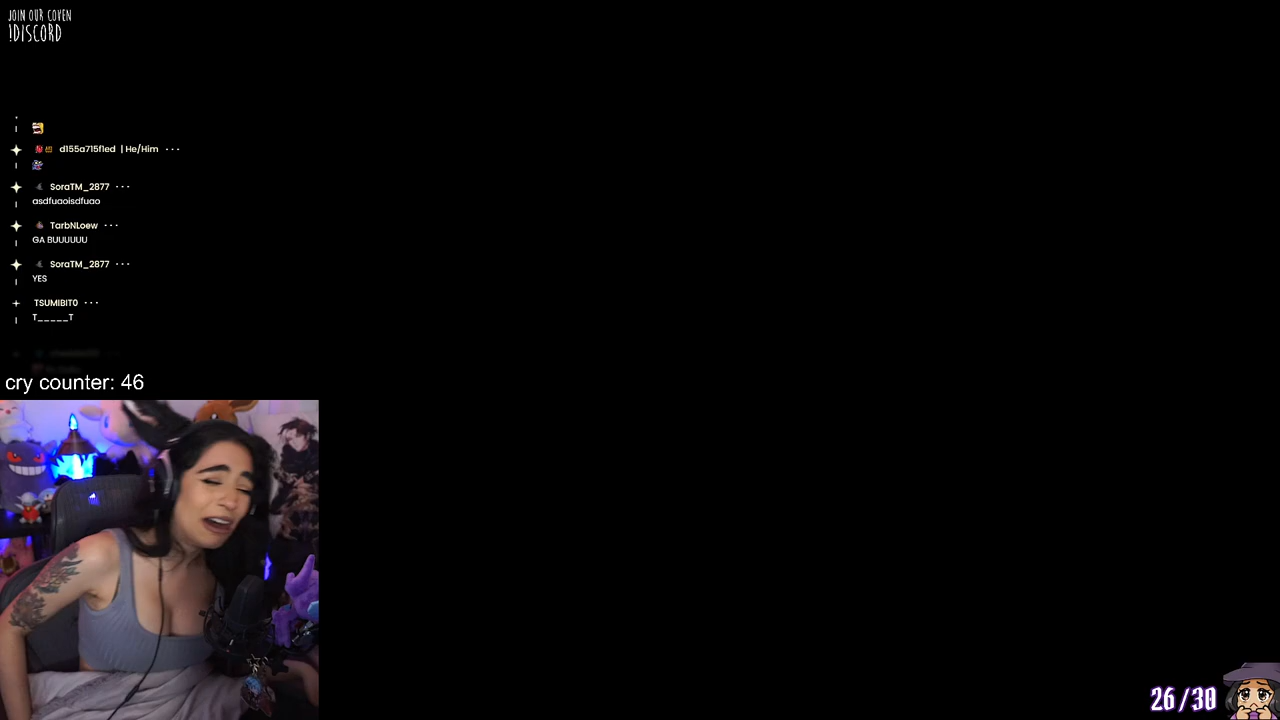 JOIN OUR COVEN
!DISCORD
d155a715f1ed | He/Him
SoraTM_2877
asdfuaoisdfuao
TarbNLoew
GA BUUUUUU
SoraTM_2877
YES
TSUMIBIT0
T_____T
cry counter: 46
26/30